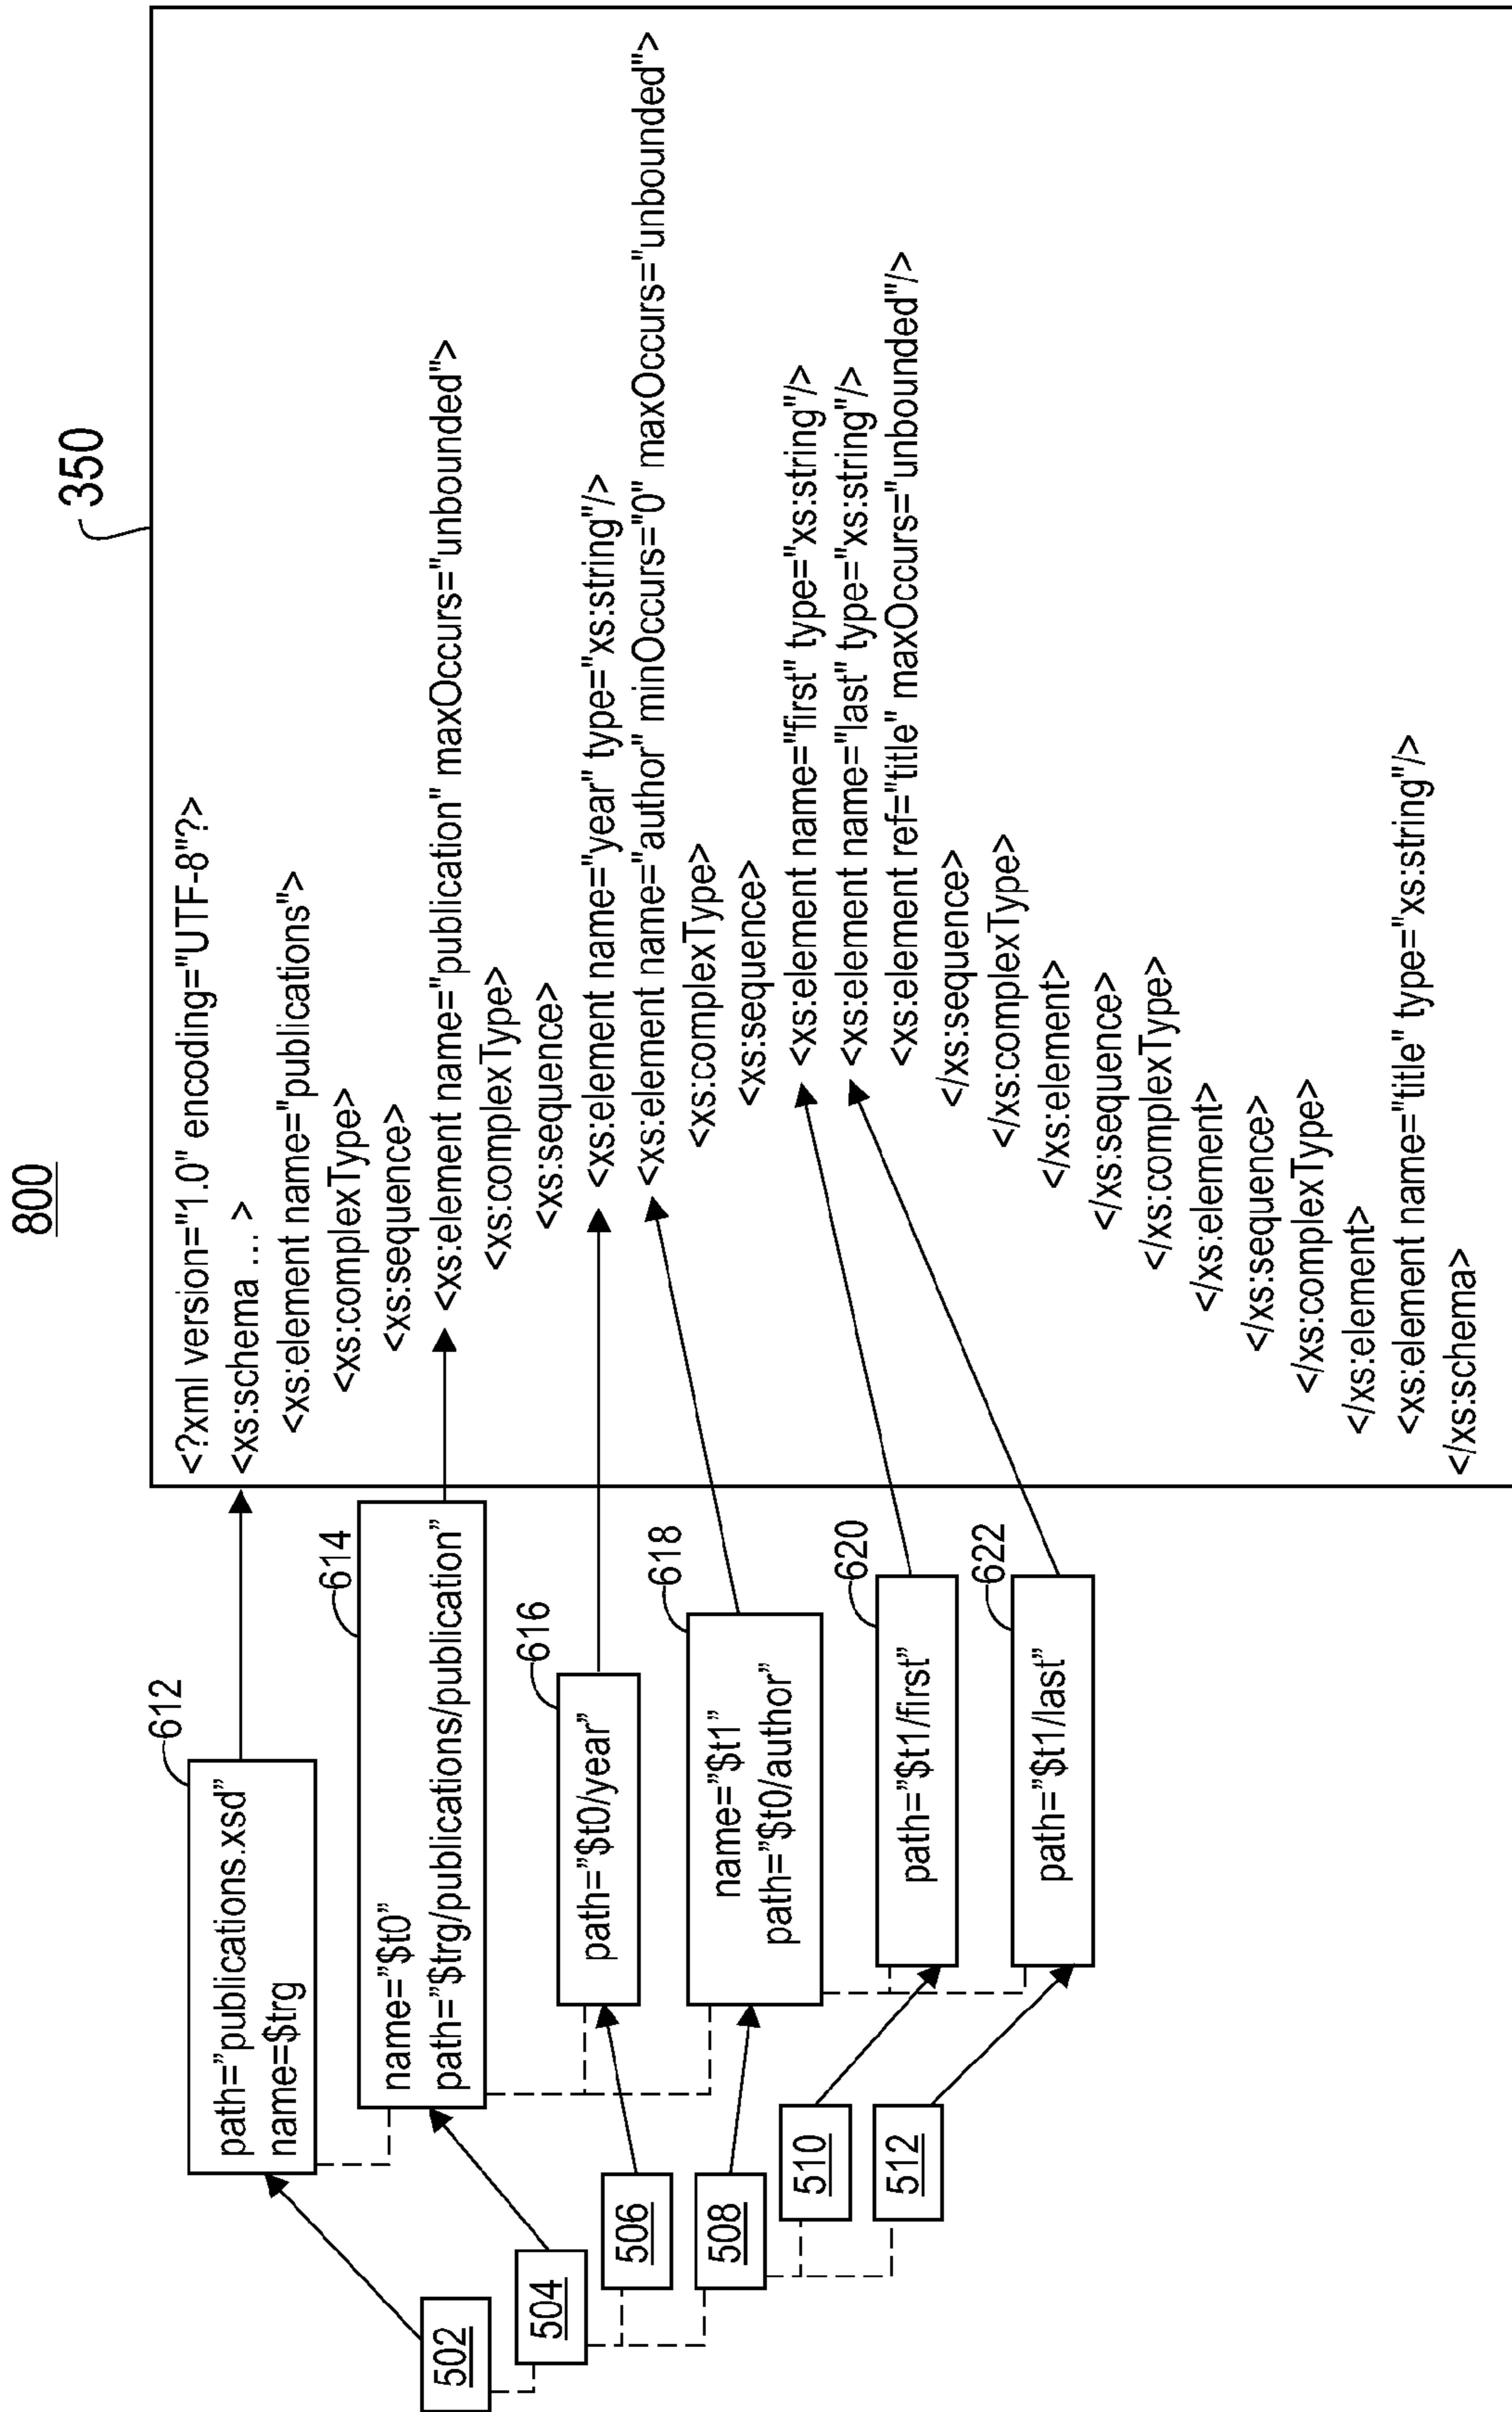 800
350
<?xml version="1.0" encoding="UTF-8"?>
<xs:schema ... >
<xs:element name="publications">
<xs:complexType>
<xs:sequence>
<xs:element name="publication" maxOccurs="unbounded">
<xs:complexType>
<xs:sequence>
<xs:element name="year" type="xs:string"/>
<xs:element name="author" minOccurs="0" maxOccurs="unbounded">
<xs:complexType>
<xs:sequence>
<xs:element name="first" type="xs:string"/>
<xs:element name="last" type="xs:string"/>
<xs:element ref="title" maxOccurs="unbounded"/>
</xs:sequence>
</xs:complexType>
</xs:element>
</xs:sequence>
</xs:complexType>
</xs:element>
</xs:sequence>
</xs:complexType>
</xs:element>
<xs:element name="title" type="xs:string"/>
</xs:schema>
612
path=”publications.xsd”
name=$trg
614
name=”$t0”
path=”$trg/publications/publication”
616
path=”$t0/year”
618
name=”$t1”
path=”$t0/author”
620
path=”$t1/first”
622
path=”$t1/last”
502
504
506
508
510
512